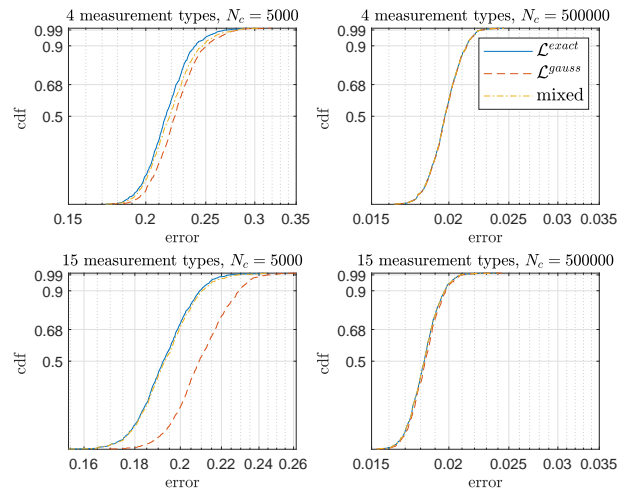 4 measurement types, N_c = 5000
0.99
0.9
0.68
0.5
cdf
0.15 0.2 0.25 0.3 0.35
error
4 measurement types, N_c = 500000
0.99
0.9
0.68
0.5
cdf
0.015 0.02 0.025 0.03 0.035
error
ℒ^exact
ℒ^gauss
mixed
15 measurement types, N_c = 5000
0.99
0.9
0.68
0.5
cdf
0.16 0.18 0.2 0.22 0.24 0.26
error
15 measurement types, N_c = 500000
0.99
0.9
0.68
0.5
cdf
0.015 0.02 0.025 0.03 0.035
error